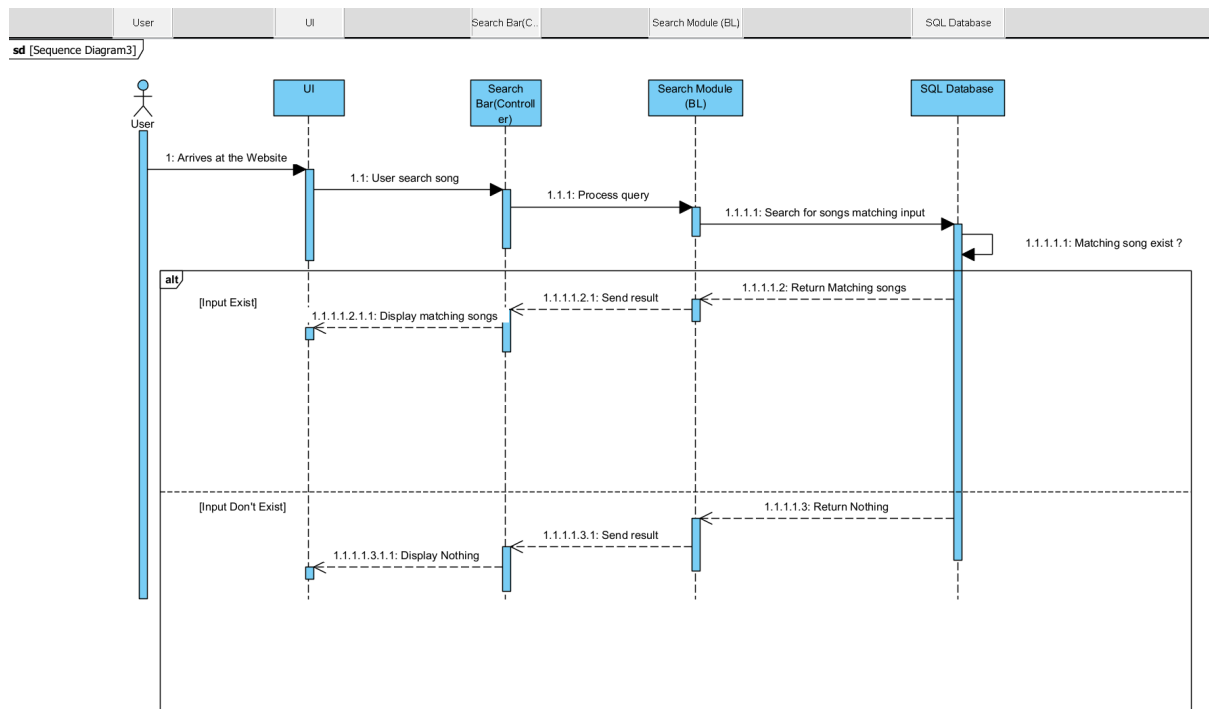 User
UI
Search Bar(C..
Search Module (BL)
SQL Database
sd [Sequence Diagram3]
User
UI
Search
Bar(Controll
er)
Search Module
(BL)
SQL Database
1: Arrives at the Website
1.1: User search song
1.1.1: Process query
1.1.1.1: Search for songs matching input
1.1.1.1.1: Matching song exist ?
alt
[Input Exist]
1.1.1.1.2: Return Matching songs
1.1.1.1.2.1: Send result
1.1.1.1.2.1.1: Display matching songs
[Input Don't Exist]
1.1.1.1.3: Return Nothing
1.1.1.1.3.1: Send result
1.1.1.1.3.1.1: Display Nothing